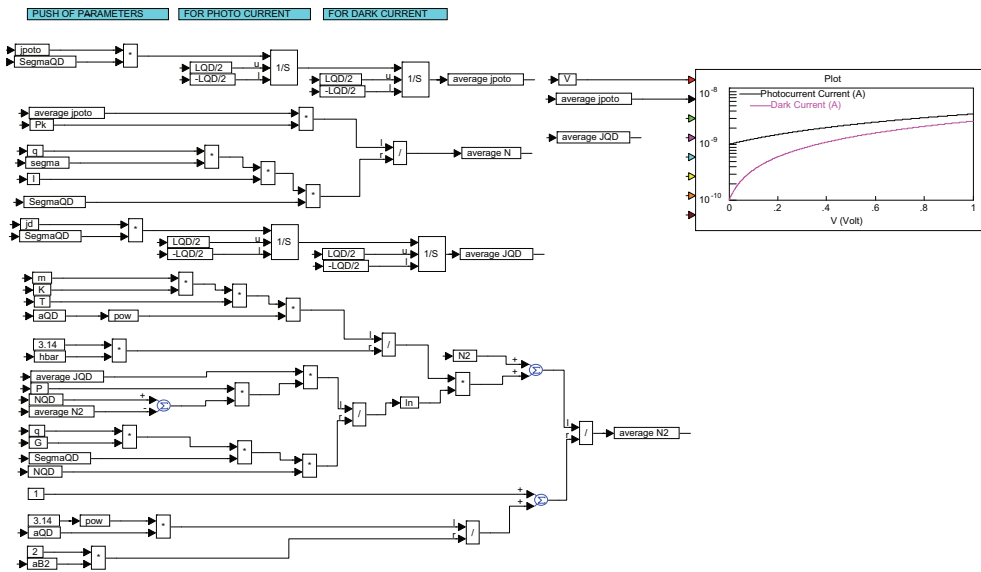 PUSH OF PARAMETERS
FOR PHOTO CURRENT
FOR DARK CURRENT
jpoto
SegmaQD
*
LQD/2
-LQD/2
u
l
1/S
LQD/2
-LQD/2
u
l
1/S
average jpoto
average jpoto
Pk
*
q
segma
*
I
*
SegmaQD
*
l
r
/
average N
jd
SegmaQD
*
LQD/2
-LQD/2
u
l
1/S
LQD/2
-LQD/2
u
l
1/S
average JQD
m
K
*
T
*
aQD
pow
*
3.14
hbar
*
l
r
/
average JQD
P
NQD
average N2
+
-
Σ
*
*
q
G
*
SegmaQD
*
NQD
*
l
r
/
ln
*
N2
+
+
Σ
1
3.14
pow
aQD
*
2
aB2
*
l
r
/
+
+
Σ
l
r
/
average N2
V
average jpoto
average JQD
Plot
Photocurrent Current (A)
Dark Current (A)
10-8
10-9
10-10
0
.2
.4
.6
.8
1
V (Volt)